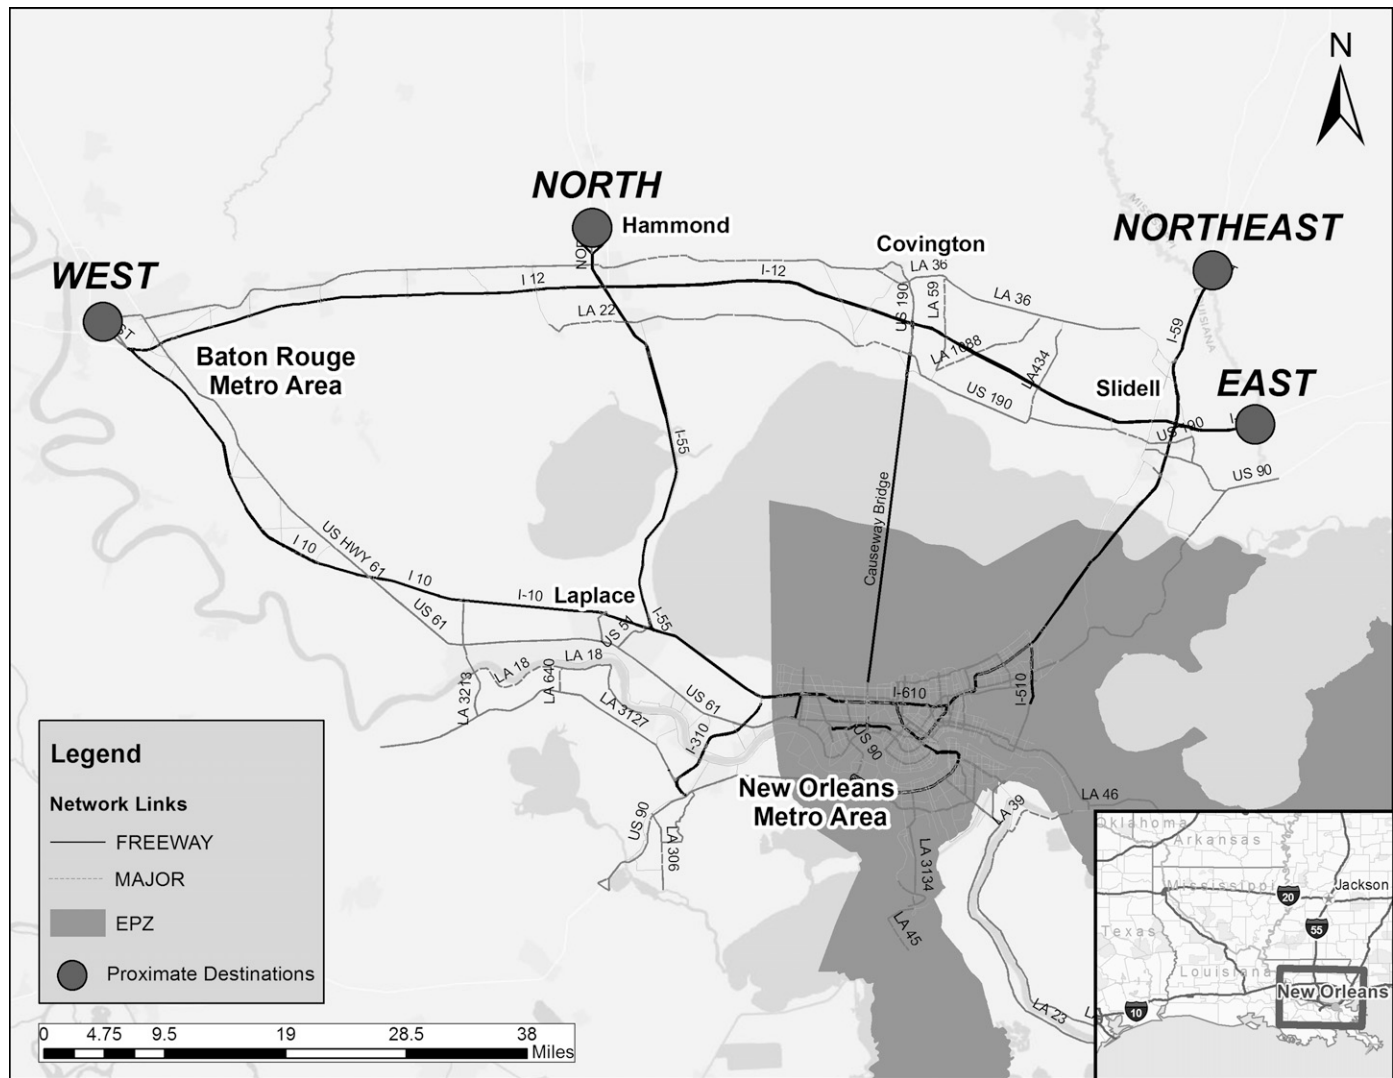 N
NORTH
Hammond
NORTHEAST
Covington
WEST
LA 36
I-12
I 12
US 190
LA 59
LA 36
LA 22
I-59
LA 1088
LA434
Baton Rouge
Metro Area
Slidell
EAST
US 190
US 190
US 90
I-55
Causeway Bridge
US HWY 61
I 10
I 10
I-10
Laplace
US 61
I-55
US 51
LA 18
LA 18
LA 640
LA 3213
LA 3127
US 61
I-310
I-610
I-510
US 90
New Orleans
Metro Area
LA 39
LA 46
US 90
LA 306
LA 3134
LA 45
LA 23
Legend
Network Links
FREEWAY
MAJOR
EPZ
Proximate Destinations
0 4.75 9.5 19 28.5 38
Miles
Oklahoma
Arkansas
Mississippi
Jackson
20
55
Texas
Louisiana
New Orleans
10